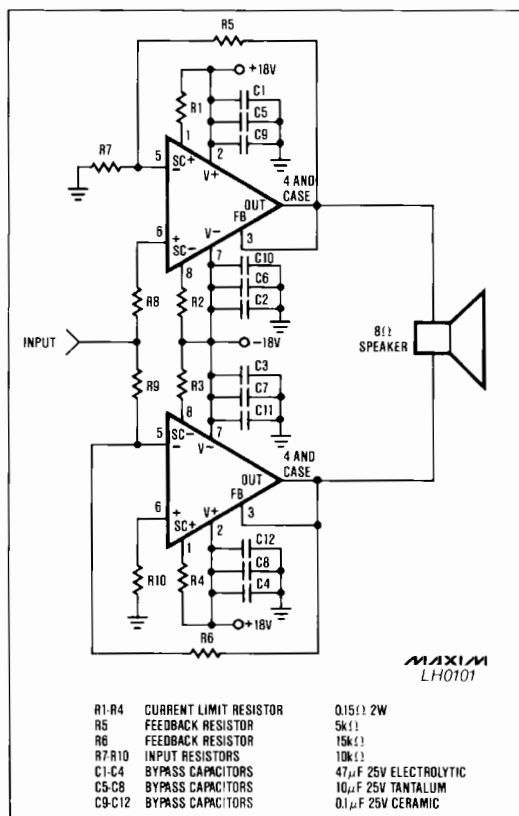 R5
+18V
R1
C1
C5
C9
1
2
R7
5
−
SC+
V+
4 AND
CASE
OUT
FB
3
6
+
SC−
V−
8
7
C10
C6
C2
R8
R2
INPUT
−18V
8Ω
SPEAKER
R9
R3
C3
C7
C11
8
7
5
−
SC−
V−
4 AND
CASE
OUT
FB
3
6
+
SC+
V+
2
1
R10
R4
C12
C8
C4
+18V
R6
MAXIM
LH0101
R1-R4 CURRENT LIMIT RESISTOR 0.15Ω 2W
R5 FEEDBACK RESISTOR 5kΩ
R6 FEEDBACK RESISTOR 15kΩ
R7-R10 INPUT RESISTORS 10kΩ
C1-C4 BYPASS CAPACITORS 47μF 25V ELECTROLYTIC
C5-C8 BYPASS CAPACITORS 10μF 25V TANTALUM
C9-C12 BYPASS CAPACITORS 0.1μF 25V CERAMIC